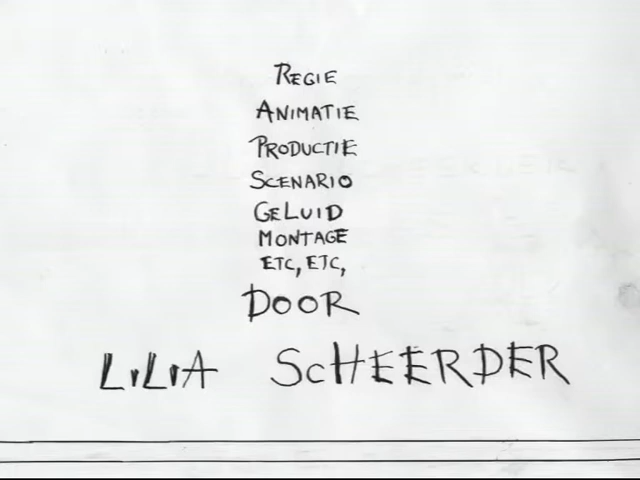 REGIE
ANIMATIE
PRODUCTIE
SCENARIO
GELUID
MONTAGE
ETC, ETC,
DOOR
LILIA SCHEERDER